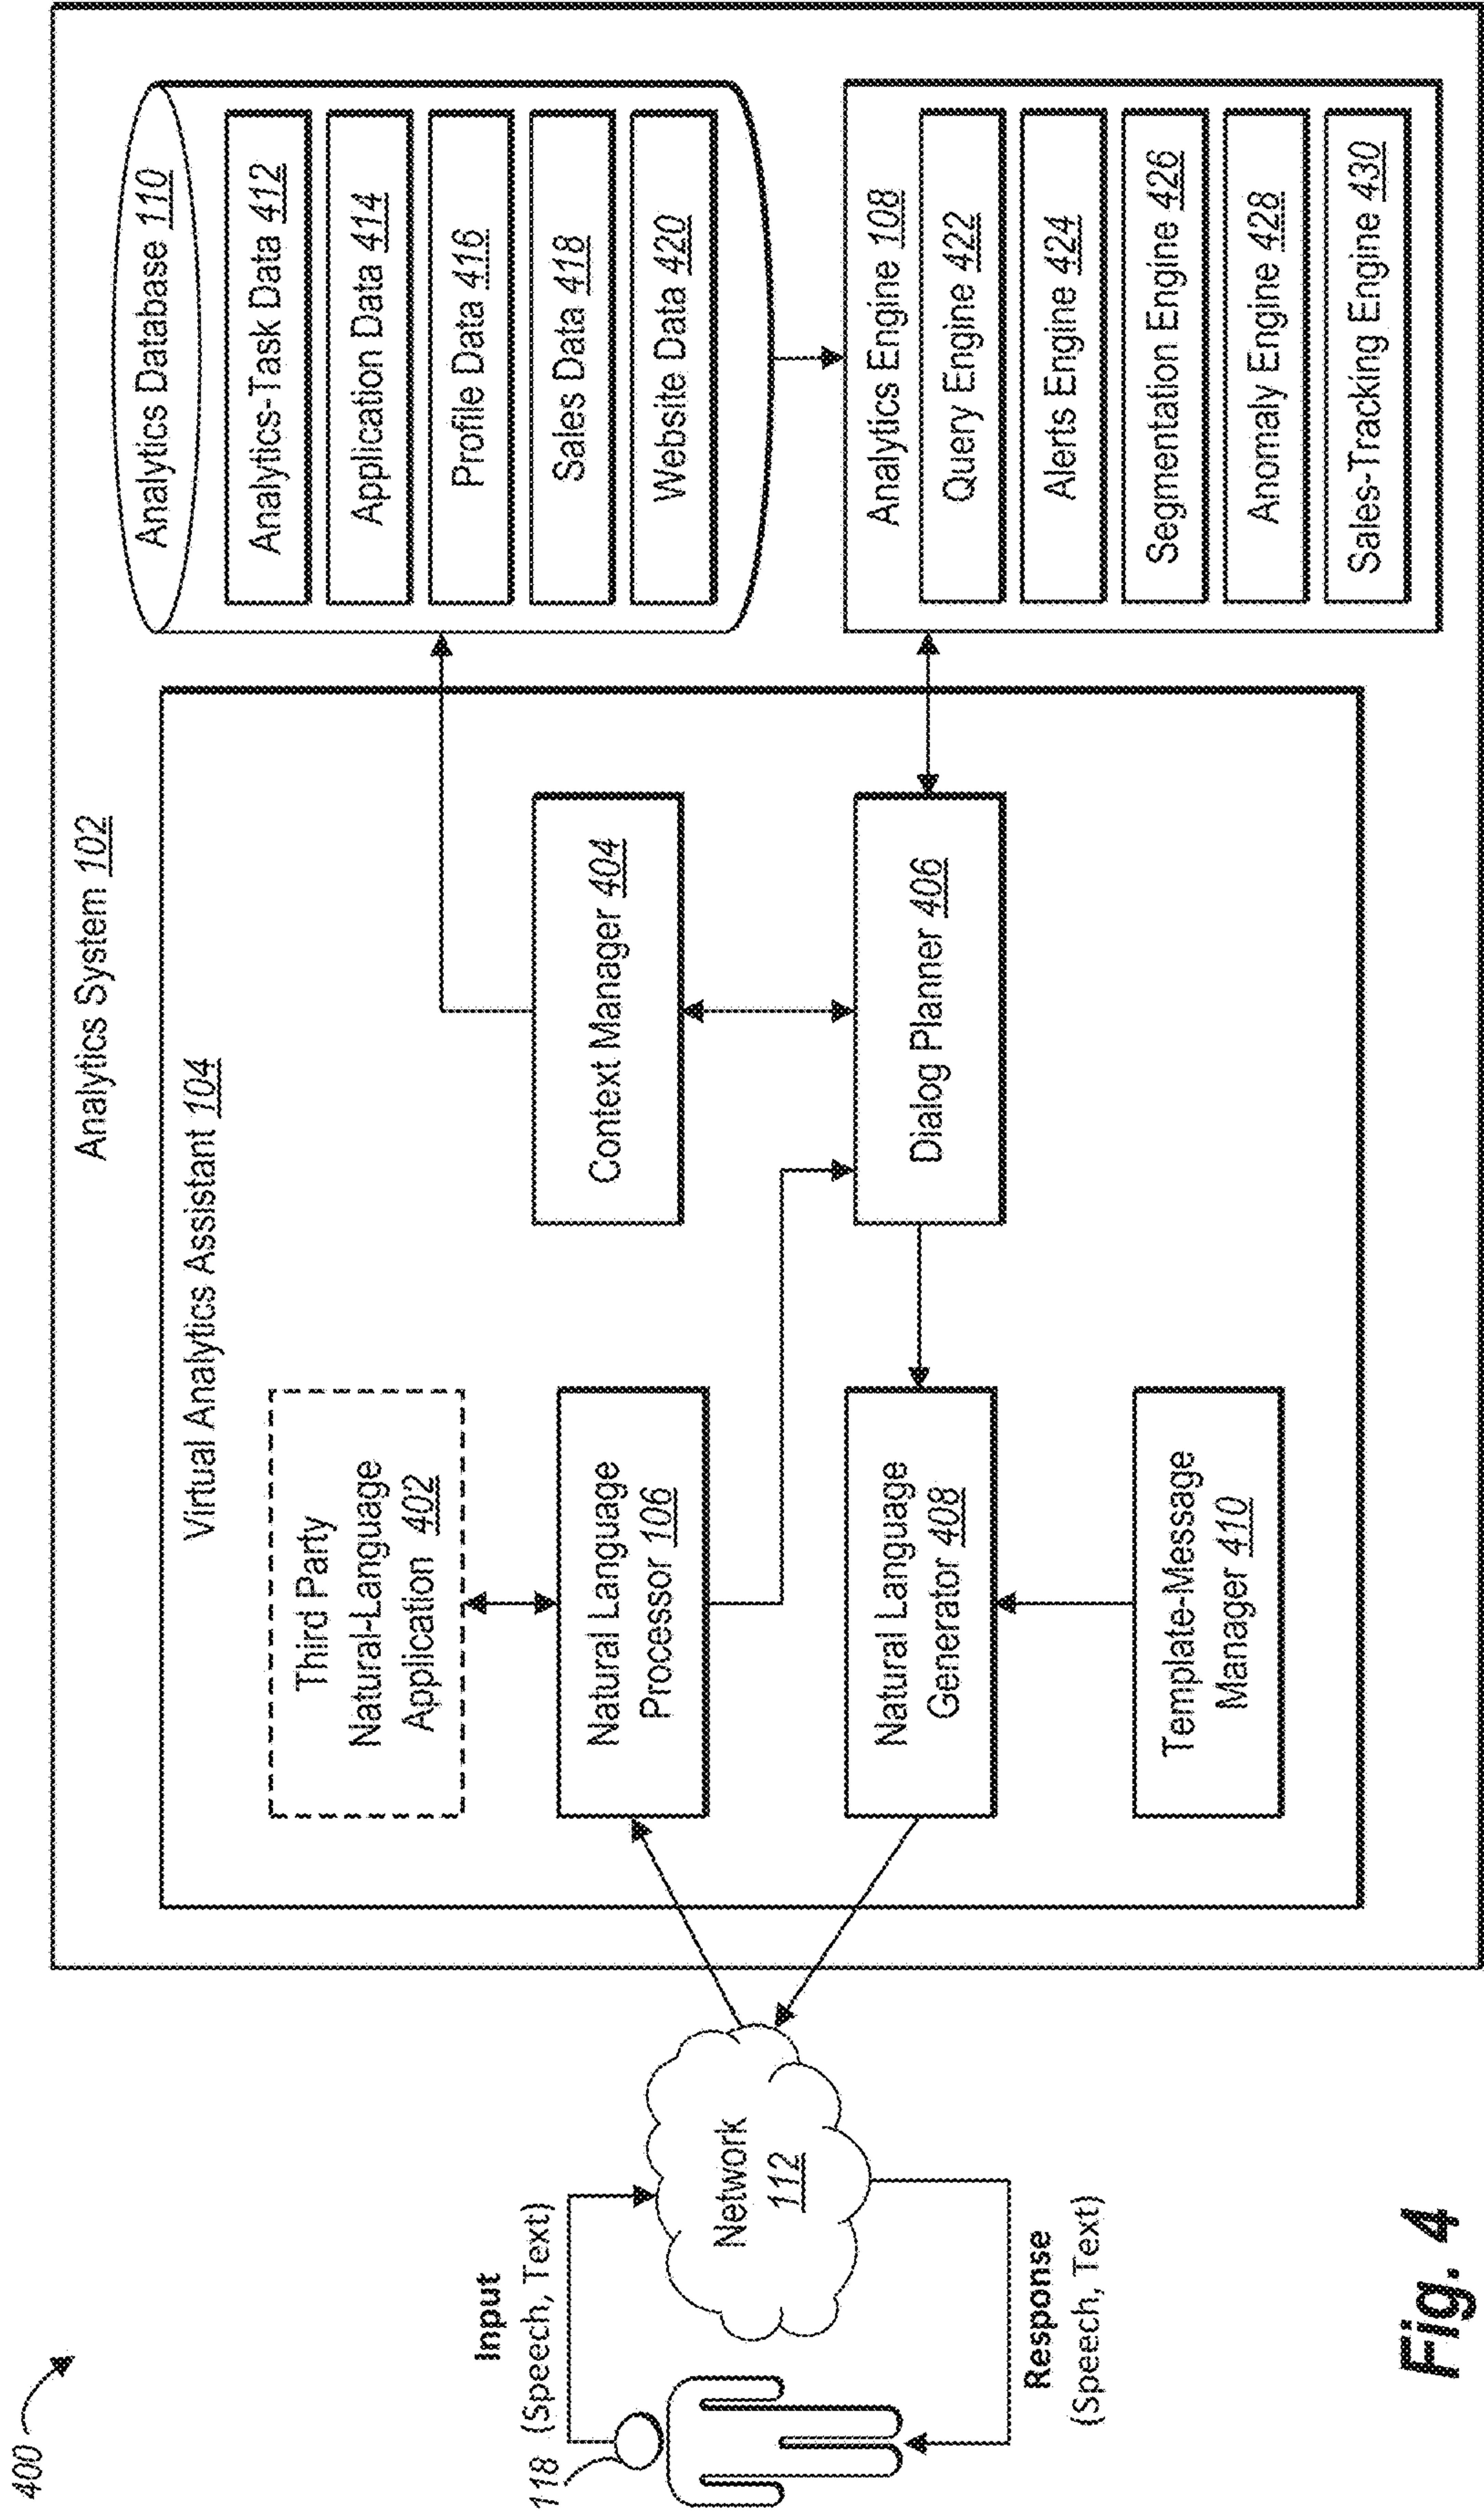 400
Analytics System 102
Virtual Analytics Assistant 104
Third Party
Natural-Language
Application 402
Natural Language
Processor 106
Natural Language
Generator 408
Template-Message
Manager 410
Context Manager 404
Dialog Planner 406
Analytics Database 110
Analytics-Task Data 412
Application Data 414
Profile Data 416
Sales Data 418
Website Data 420
Analytics Engine 108
Query Engine 422
Alerts Engine 424
Segmentation Engine 426
Anomaly Engine 428
Sales-Tracking Engine 430
Input
(Speech, Text)
118
Network
112
Response
(Speech, Text)
Fig. 4